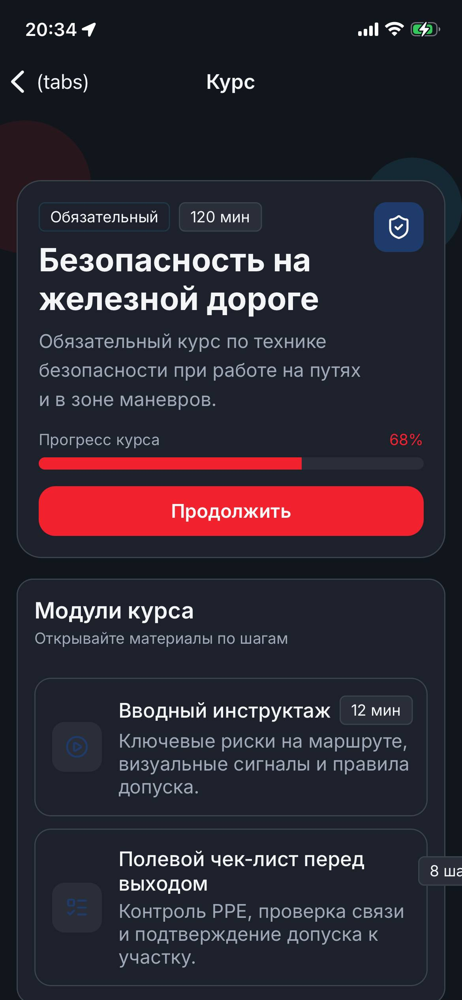 20:34
(tabs)
Курс
Обязательный
120 мин
Безопасность на
железной дороге
Обязательный курс по технике
безопасности при работе на путях
и в зоне маневров.
Прогресс курса
68%
Продолжить
Модули курса
Открывайте материалы по шагам
Вводный инструктаж
12 мин
Ключевые риски на маршруте,
визуальные сигналы и правила
допуска.
Полевой чек-лист перед
выходом
8
Контроль PPE, проверка связи
и подтверждение допуска к
участку.